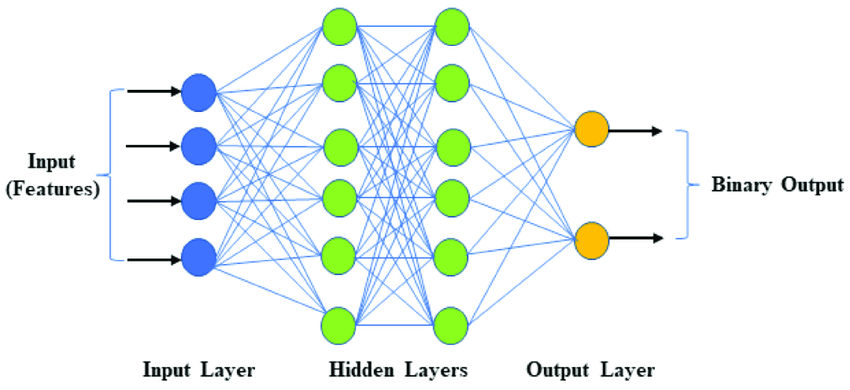 Input
(Features)
Binary Output
Input Layer
Hidden Layers
Output Layer